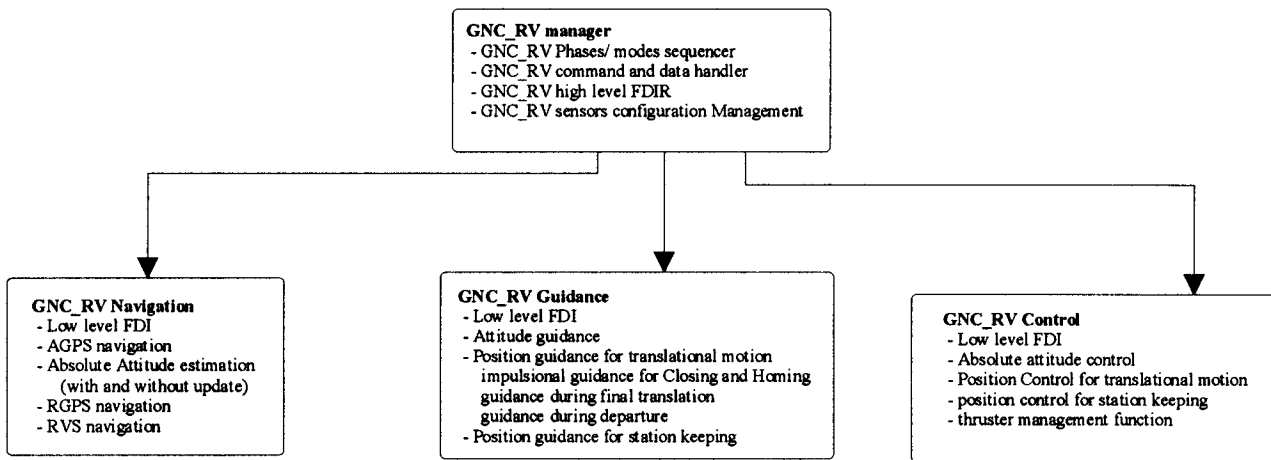 GNC_RV manager
- GNC_RV Phases/ modes sequencer
- GNC_RV command and data handler
- GNC_RV high level FDIR
- GNC_RV sensors configuration Management
GNC_RV Navigation
- Low level FDI
- AGPS navigation
- Absolute Attitude estimation
(with and without update)
- RGPS navigation
- RVS navigation
GNC_RV Guidance
- Low level FDI
- Attitude guidance
- Position guidance for translational motion
impulsional guidance for Closing and Homing
guidance during final translation
guidance during departure
- Position guidance for station keeping
GNC_RV Control
- Low level FDI
- Absolute attitude control
- Position Control for translational motion
- position control for station keeping
- thruster management function